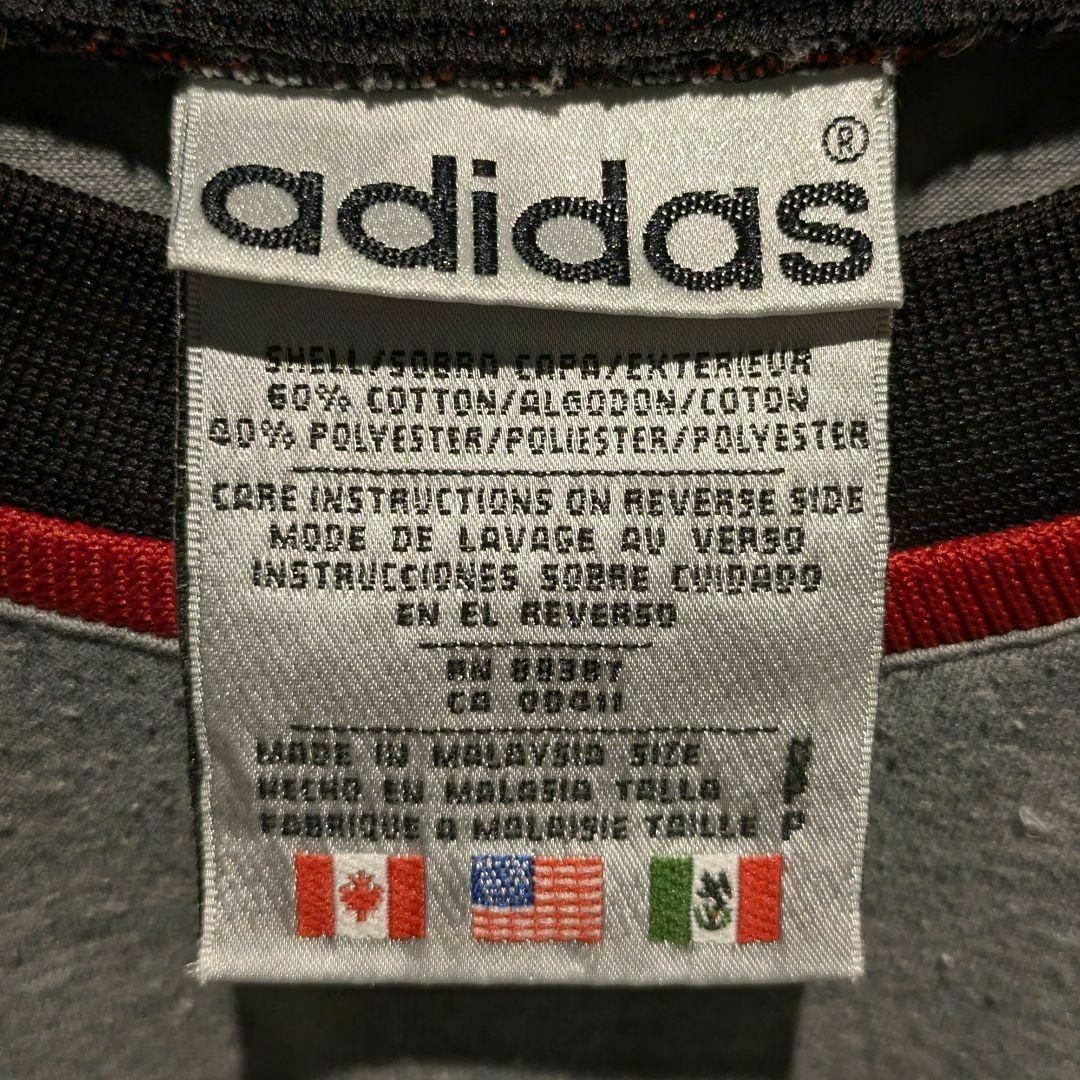 adidas®
SHELL/SOBRA CAPA/EXTERIEUR
60% COTTON/ALGODON/COTON
40% POLYESTER/POLIESTER/POLYESTER
CARE INSTRUCTIONS ON REVERSE SIDE
MODE DE LAVAGE AU VERSO
INSTRUCCIONES SOBRE CUIDADO
EN EL REVERSO
RN 88387
CA 00411
MADE IN MALAYSIA SIZE
HECHO EN MALASIA TALLA
FABRIQUE A MALAISIE TAILLE P